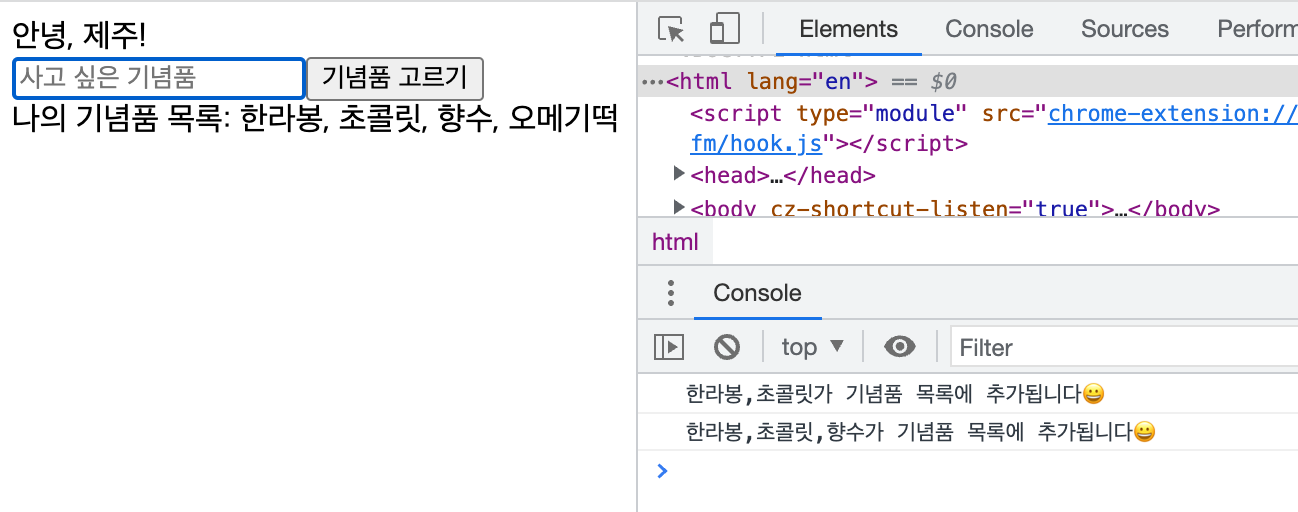 안녕, 제주!
사고 싶은 기념품 기념품 고르기
나의 기념품 목록: 한라봉, 초콜릿, 향수, 오메기떡
Elements Console Sources Perform
…<html lang="en"> == $0
<script type="module" src="chrome-extension://
fm/hook.js"></script>
▶<head>…</head>
▶<body cz-shortcut-listen="true">…</body>
html
Console
top ▼ Filter
한라봉,초콜릿가 기념품 목록에 추가됩니다😀
한라봉,초콜릿,향수가 기념품 목록에 추가됩니다😀